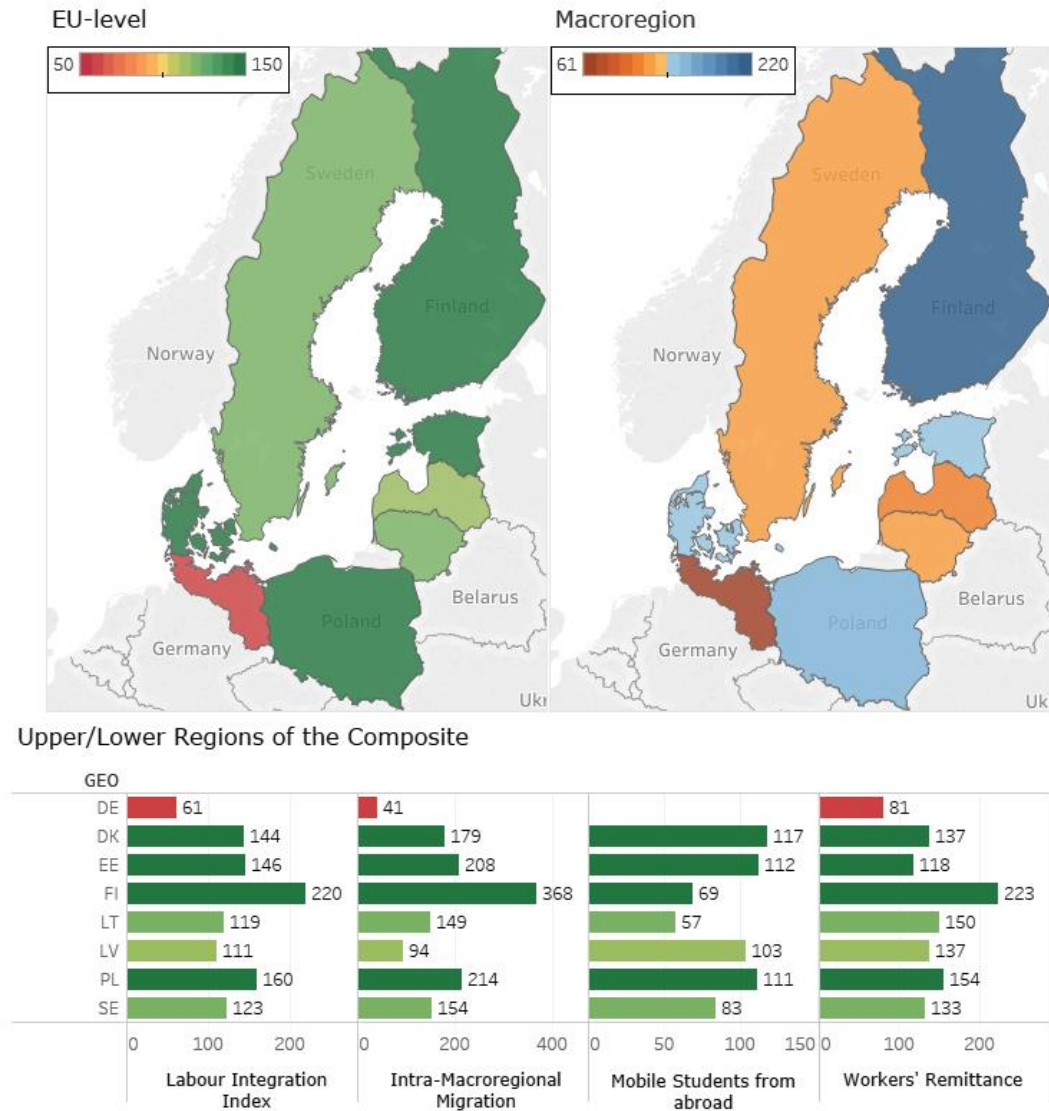 EU-level
Macroregion
50 150
61 220
Sweden
Sweden
Finland
Finland
Norway
Norway
Belarus
Belarus
Poland
Poland
Germany
Germany
Ukr
Uk
Upper/Lower Regions of the Composite
GEO
DE 61 41 81
DK 144 179 117 137
EE 146 208 112 118
FI 220 368 69 223
LT 119 149 57 150
LV 111 94 103 137
PL 160 214 111 154
SE 123 154 83 133
0 100 200 0 200 400 0 50 100 150 0 100 200
Labour Integration Index
Intra-Macroregional Migration
Mobile Students from abroad
Workers' Remittance